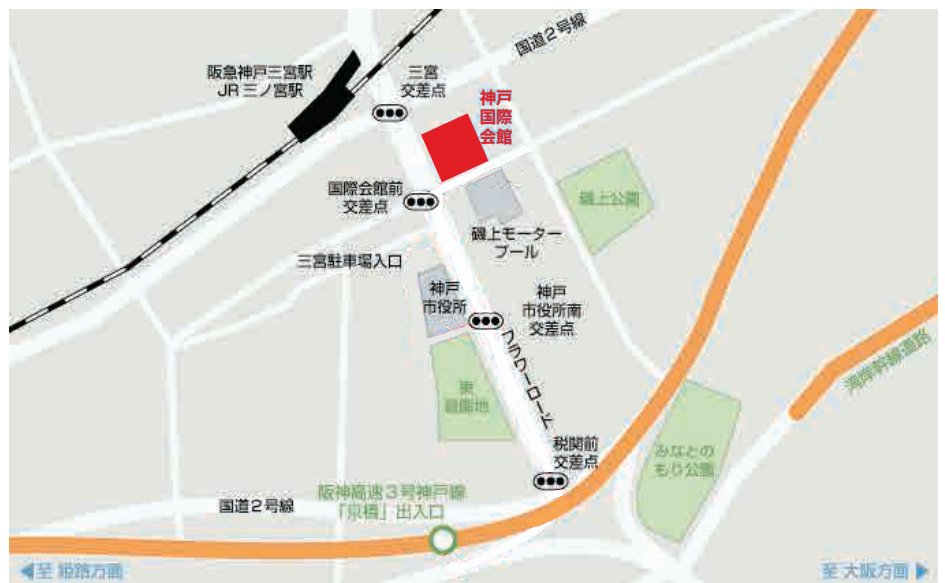 国道2号線
阪急神戸三宮駅
JR三ノ宮駅
三宮
交差点
神戸
国際
会館
国際会館前
交差点
磯上公園
磯上モーター
プール
三宮駐車場入口
神戸
市役所
神戸
市役所南
交差点
フラワーロード
東
遊園地
湾岸幹線道路
税関前
交差点
みなとの
もり公園
国道2号線
阪神高速3号神戸線
「京橋」出入口
至 姫路方面
至 大阪方面